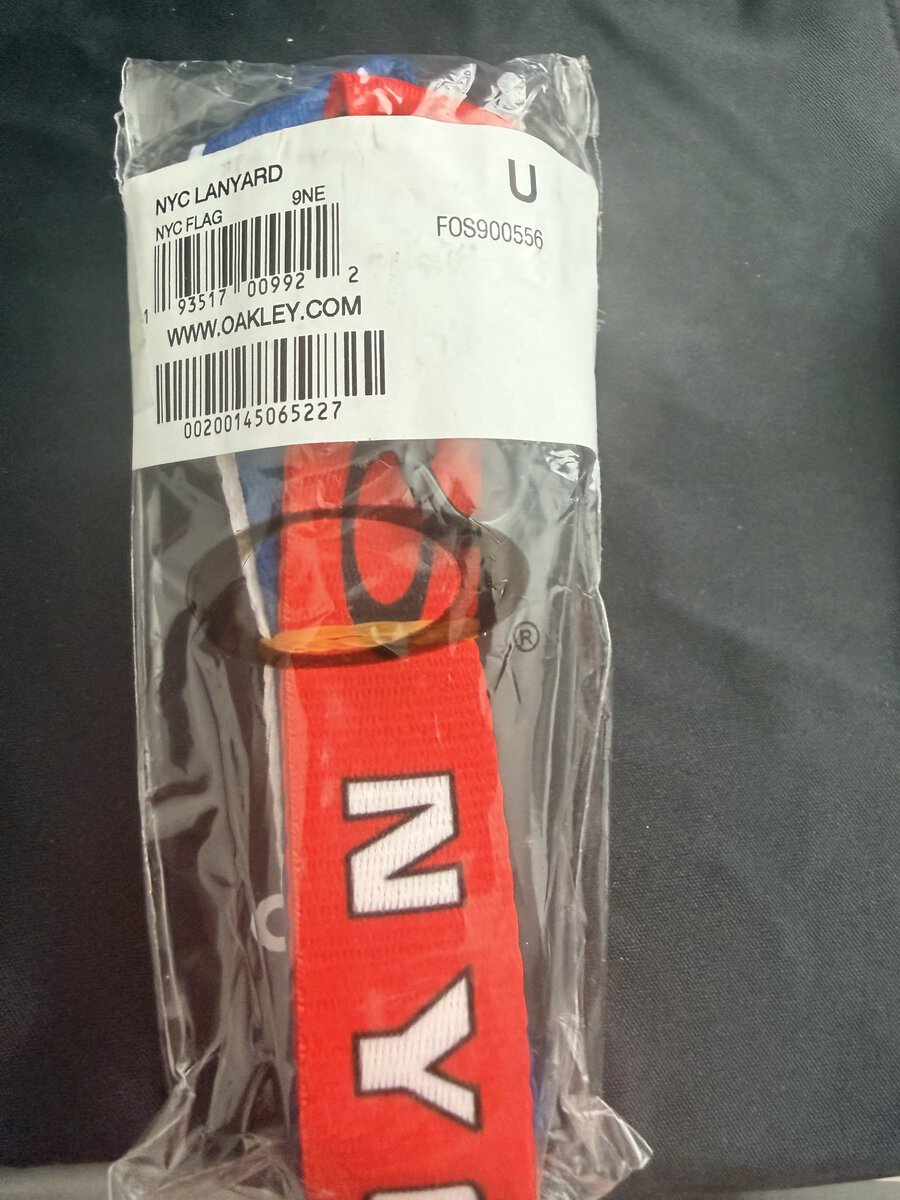 NYC LANYARD
NYC FLAG 9NE
U
FOS900556
1 93517 00992 2
WWW.OAKLEY.COM
00200145065227
®
NY